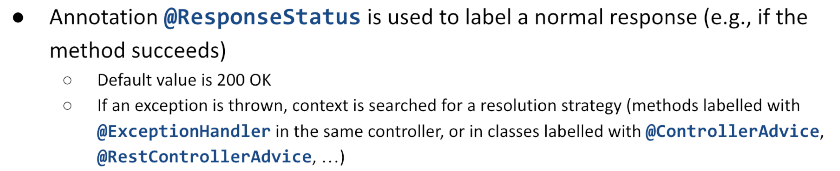 ● Annotation @ResponseStatus is used to label a normal response (e.g., if the
method succeeds)
○ Default value is 200 OK
○ If an exception is thrown, context is searched for a resolution strategy (methods labelled with
@ExceptionHandler in the same controller, or in classes labelled with @ControllerAdvice,
@RestControllerAdvice, …)